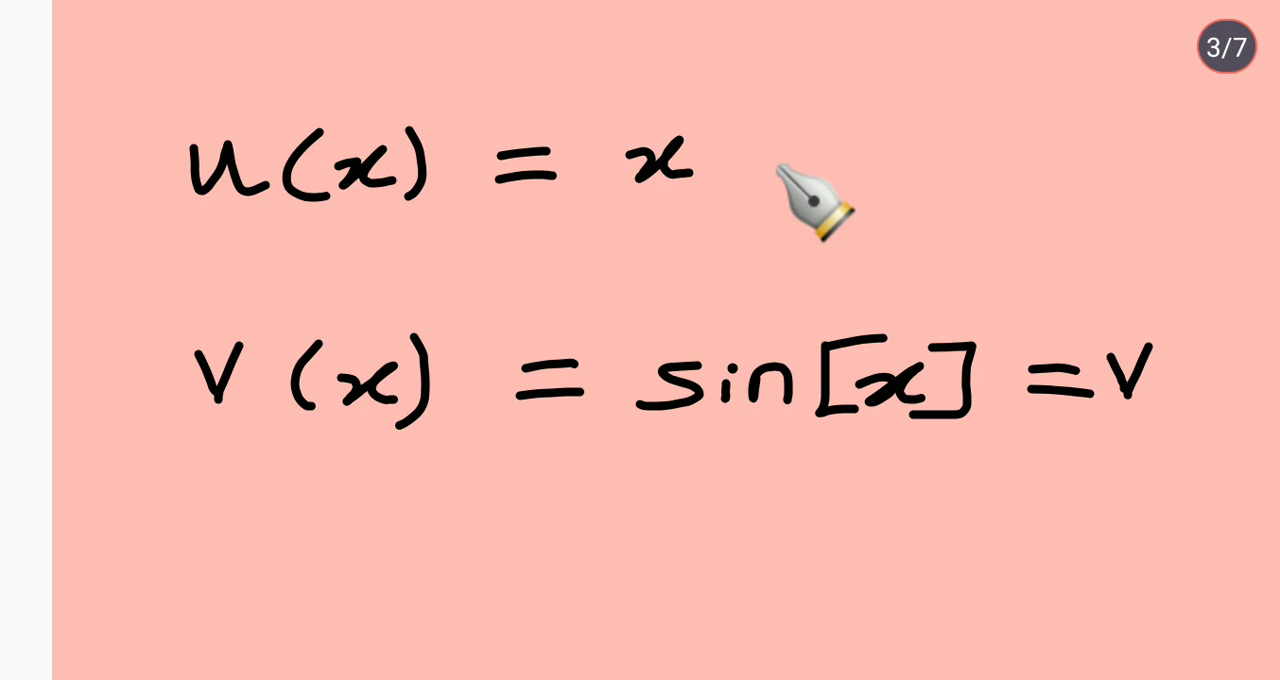 3/7
u(x) = x
v(x) = sin[x] = v